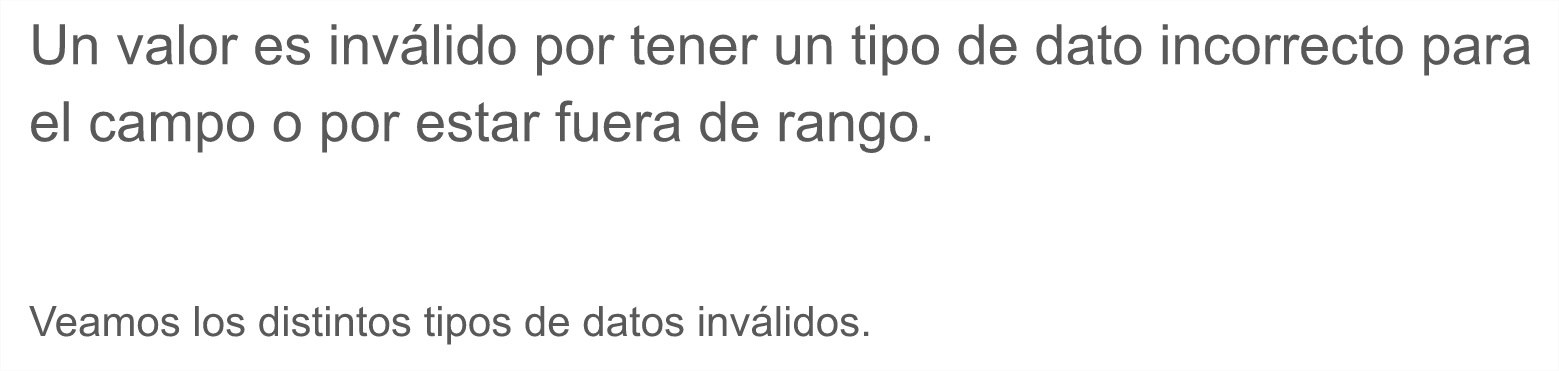 Un valor es inválido por tener un tipo de dato incorrecto para
el campo o por estar fuera de rango.
Veamos los distintos tipos de datos inválidos.